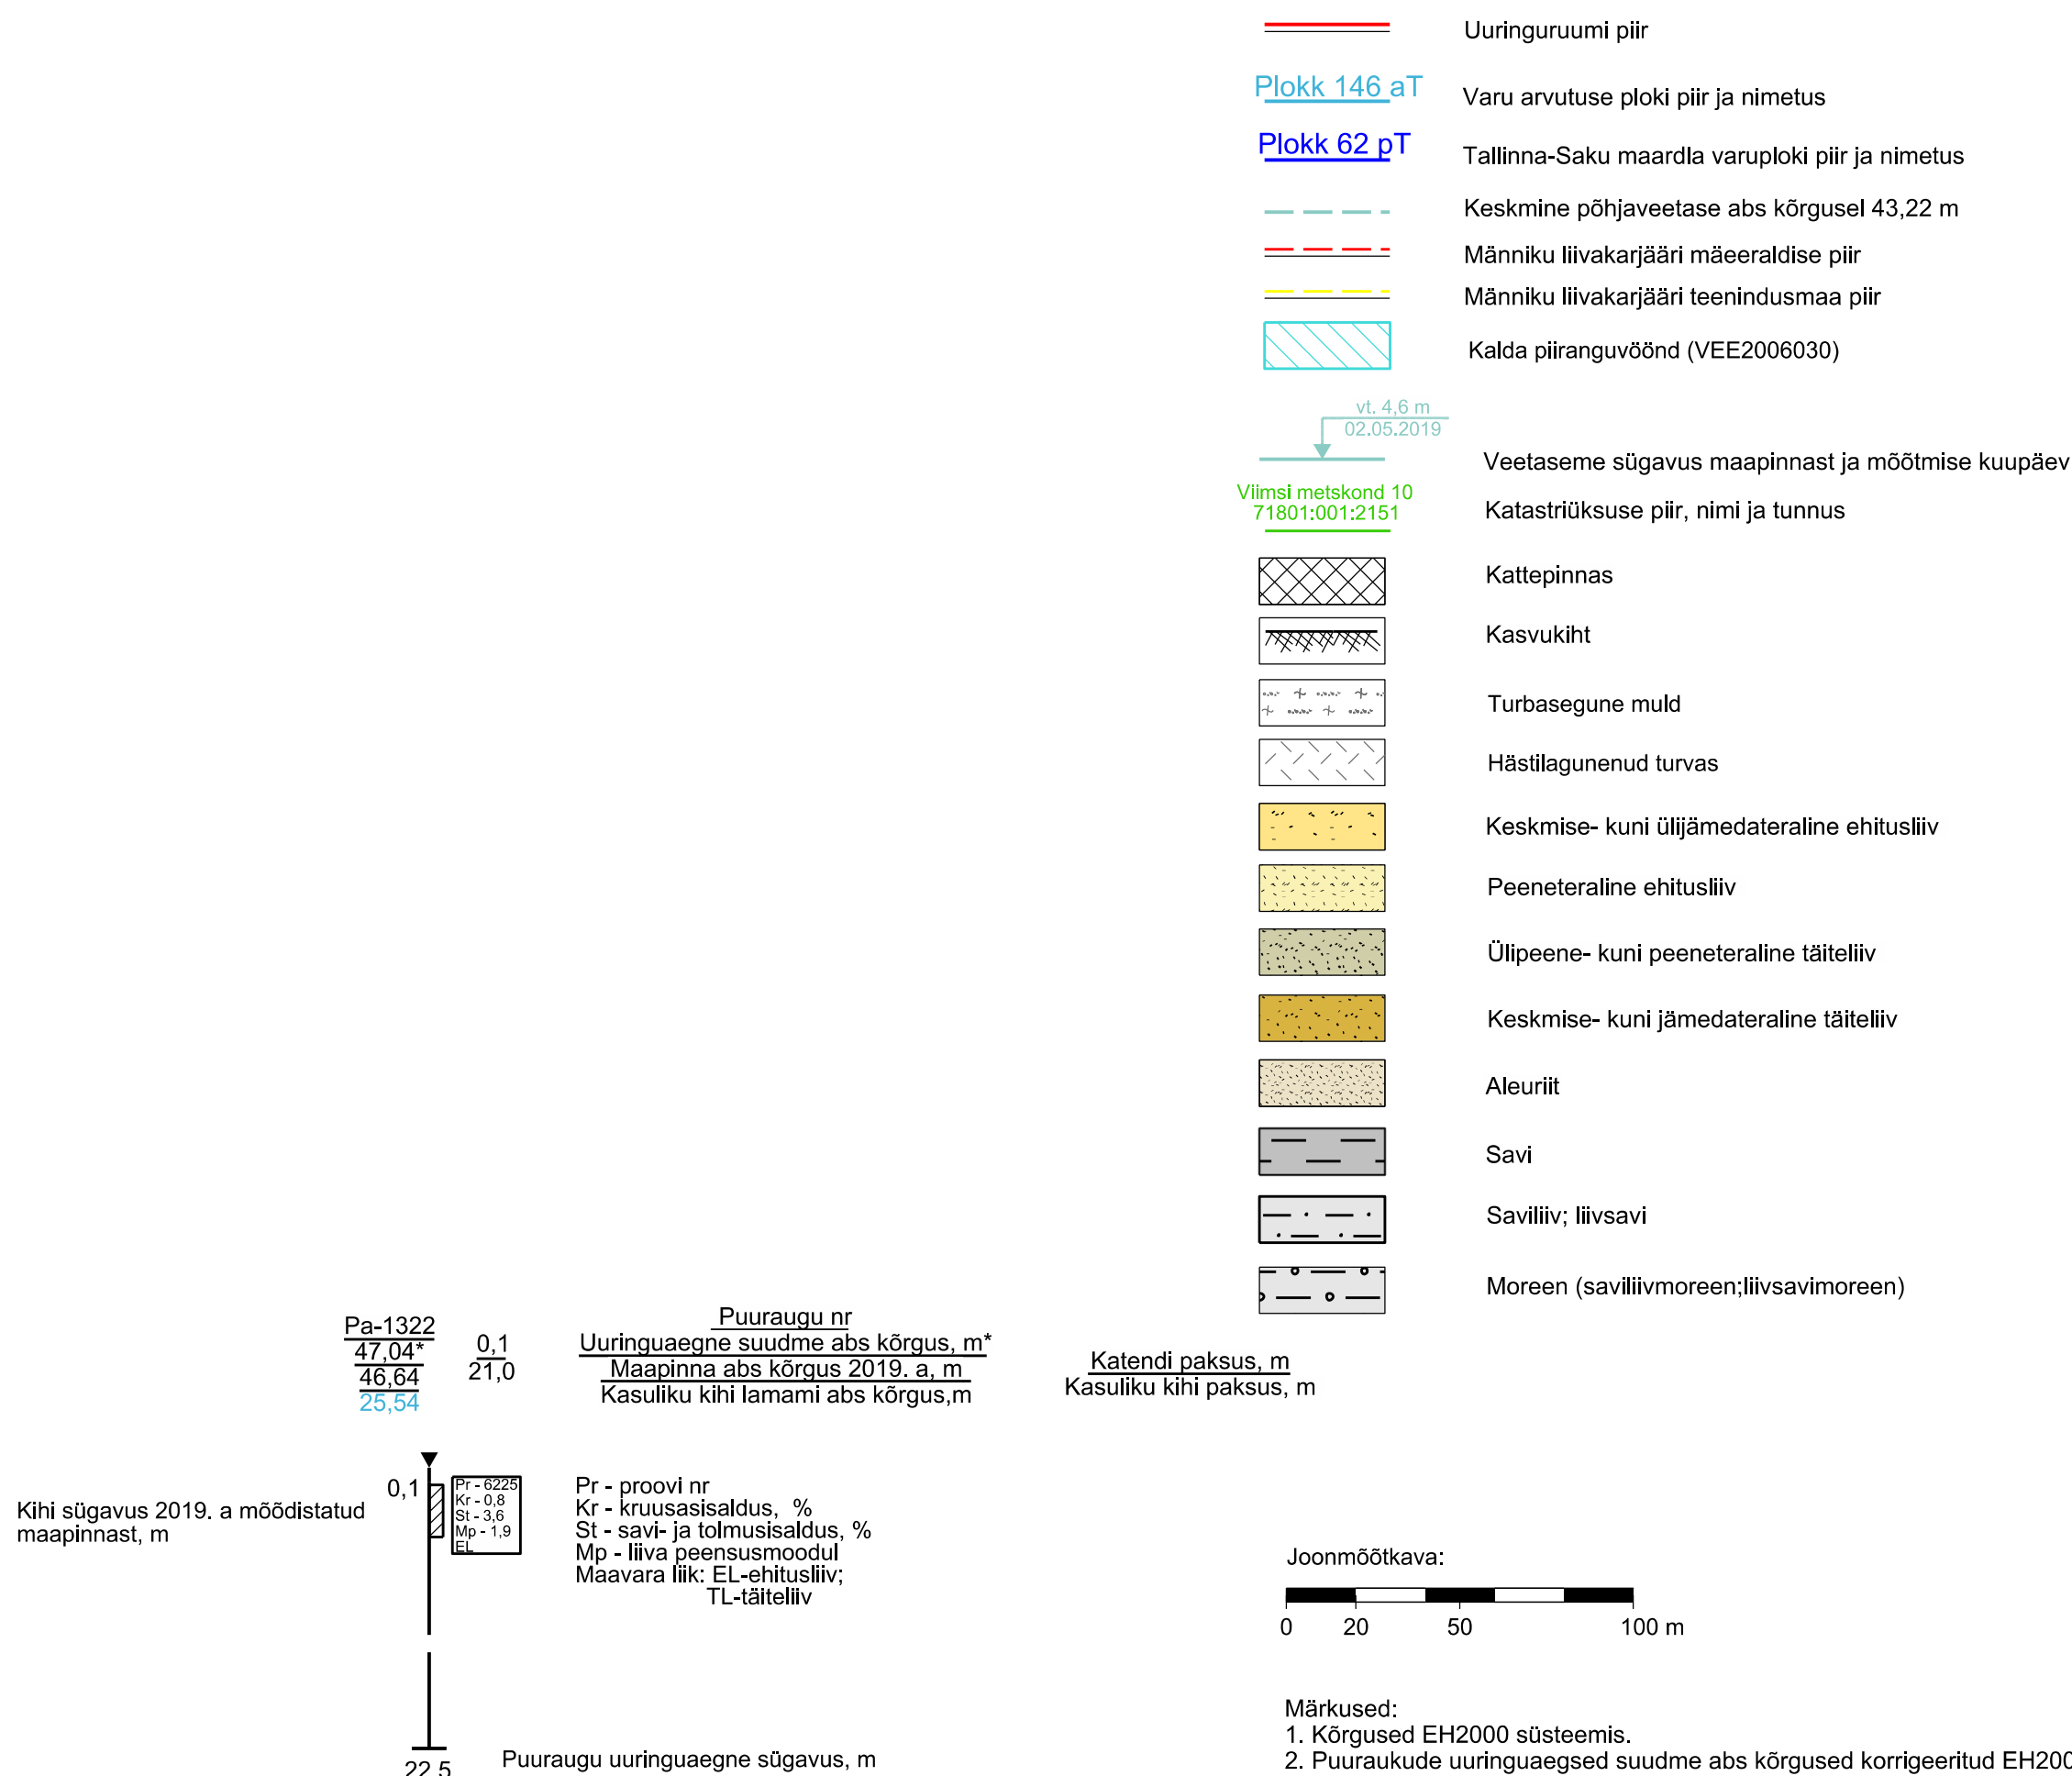 Uuringuruumi piir
Plokk 146 aT
Varu arvutuse ploki piir ja nimetus
Plokk 62 pT
Tallinna-Saku maardla varuploki piir ja nimetus
Keskmine põhjaveetase abs kõrgusel 43,22 m
Männiku liivakarjääri mäeeraldise piir
Männiku liivakarjääri teenindusmaa piir
Kalda piiranguvöönd (VEE2006030)
vt. 4,6 m
02.05.2019
Veetaseme sügavus maapinnast ja mõõtmise kuupäev
Viimsi metskond 10
71801:001:2151
Katastriüksuse piir, nimi ja tunnus
Kattepinnas
Kasvukiht
Turbasegune muld
Hästilagunenud turvas
Keskmise- kuni ülijämedateraline ehitusliiv
Peeneteraline ehitusliiv
Ülipeene- kuni peeneteraline täiteliiv
Keskmise- kuni jämedateraline täiteliiv
Aleuriit
Savi
Saviliiv; liivsavi
Moreen (saviliivmoreen;liivsavimoreen)
Pa-1322
47,04*
46,64
25,54
0,1
21,0
Puuraugu nr
Uuringuaegne suudme abs kõrgus, m*
Maapinna abs kõrgus 2019. a, m
Kasuliku kihi lamami abs kõrgus,m
Katendi paksus, m
Kasuliku kihi paksus, m
Kihi sügavus 2019. a mõõdistatud
maapinnast, m
0,1
Pr - 6225
Kr - 0,8
St - 3,6
Mp - 1,9
EL
Pr - proovi nr
Kr - kruusasisaldus, %
St - savi- ja tolmusisaldus, %
Mp - liiva peensusmoodul
Maavara liik: EL-ehitusliiv;
TL-täiteliiv
22,5
Puuraugu uuringuaegne sügavus, m
Joonmõõtkava:
0 20 50 100 m
Märkused:
1. Kõrgused EH2000 süsteemis.
2. Puuraukude uuringuaegsed suudme abs kõrgused korrigeeritud